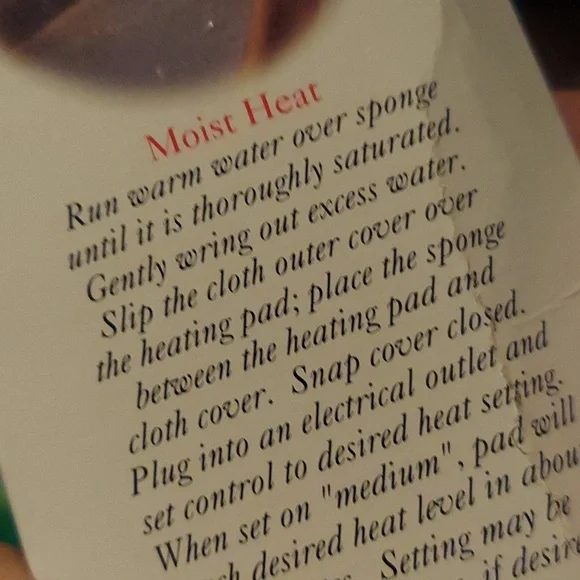 Moist Heat
Run warm water over sponge
until it is thoroughly saturated.
Gently wring out excess water.
Slip the cloth outer cover over
the heating pad; place the sponge
between the heating pad and
cloth cover. Snap cover closed.
Plug into an electrical outlet and
set control to desired heat setting.
When set on "medium", pad will
desired heat level in abou
Setting may be
if desire